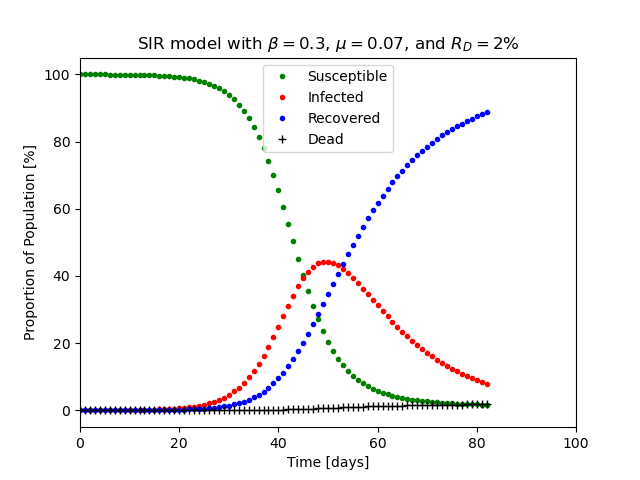 SIR model with β = 0.3, μ = 0.07, and R_D = 2%
Susceptible
Infected
Recovered
Dead
Proportion of Population [%]
100
80
60
40
20
0
0 20 40 60 80 100
Time [days]